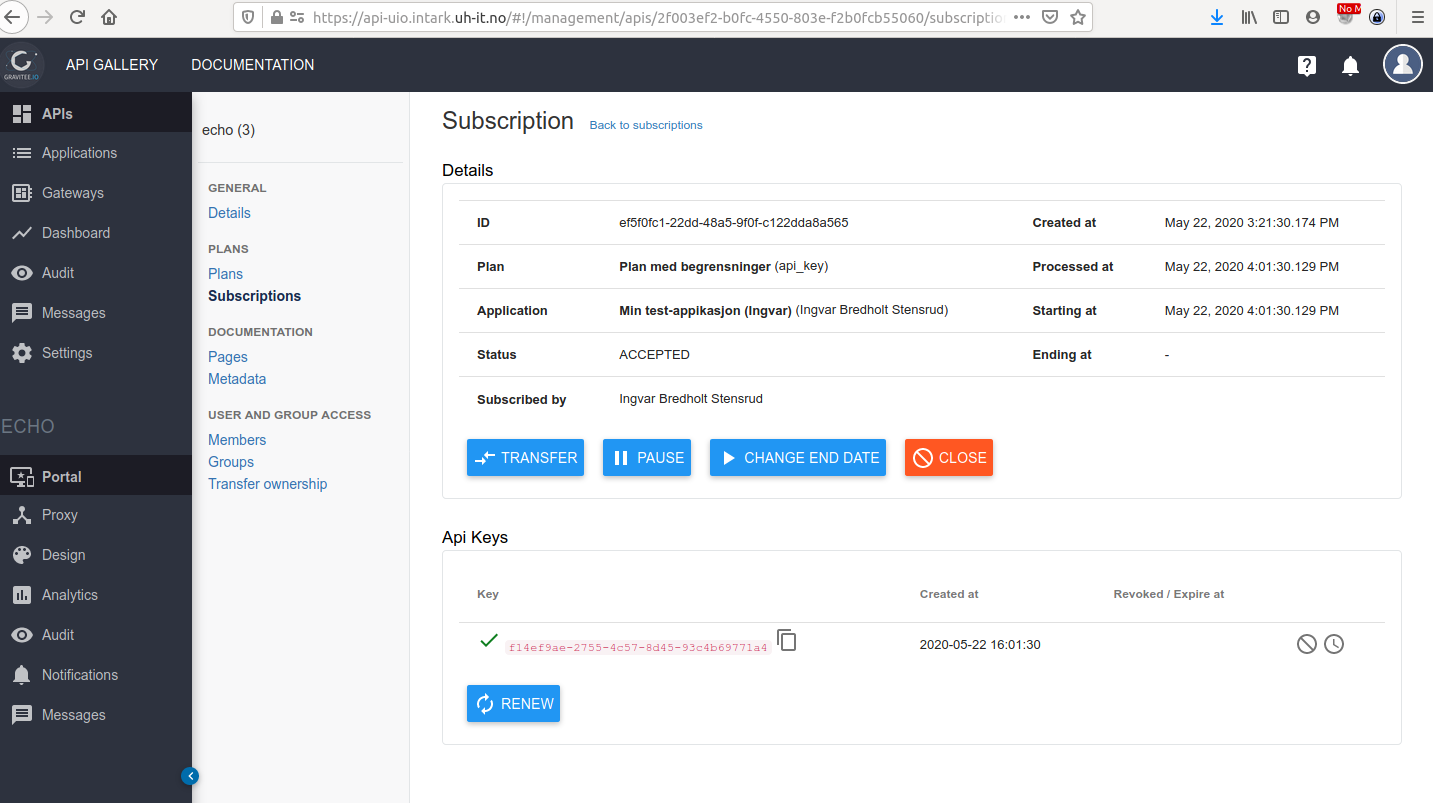 https://api-uio.intark.uh-it.no/#!/management/apis/2f003ef2-b0fc-4550-803e-f2b0fcb55060/subscriptio
No M
GRAVITEE.IO
API GALLERY
DOCUMENTATION
APIs
Applications
Gateways
Dashboard
Audit
Messages
Settings
ECHO
Portal
Proxy
Design
Analytics
Audit
Notifications
Messages
echo (3)
GENERAL
Details
PLANS
Plans
Subscriptions
DOCUMENTATION
Pages
Metadata
USER AND GROUP ACCESS
Members
Groups
Transfer ownership
Subscription Back to subscriptions
Details
ID ef5f0fc1-22dd-48a5-9f0f-c122dda8a565 Created at May 22, 2020 3:21:30.174 PM
Plan Plan med begrensninger (api_key) Processed at May 22, 2020 4:01:30.129 PM
Application Min test-appikasjon (Ingvar) (Ingvar Bredholt Stensrud) Starting at May 22, 2020 4:01:30.129 PM
Status ACCEPTED Ending at -
Subscribed by Ingvar Bredholt Stensrud
TRANSFER PAUSE CHANGE END DATE CLOSE
Api Keys
Key Created at Revoked / Expire at
f14ef9ae-2755-4c57-8d45-93c4b69771a4 2020-05-22 16:01:30
RENEW